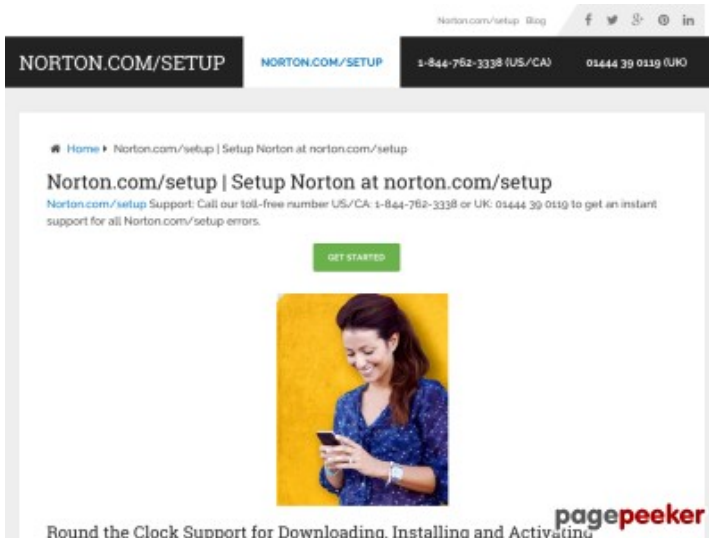 Norton.com/setup Blog
NORTON.COM/SETUP NORTON.COM/SETUP 1-844-762-3338 (US/CA) 01444 39 0119 (UK)
Home Norton.com/setup | Setup Norton at norton.com/setup
Norton.com/setup | Setup Norton at norton.com/setup
Norton.com/setup Support: Call our toll-free number US/CA: 1-844-762-3338 or UK: 01444 39 0119 to get an instant
support for all Norton.com/setup errors.
GET STARTED
Round the Clock Support for Downloading, Installing and Activating
pagepeeker